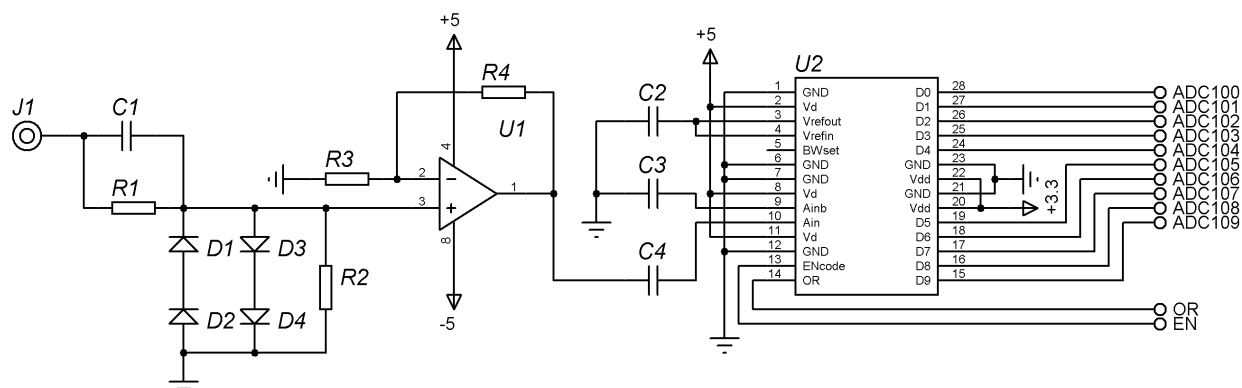 +5
+5
J1
C1
R4
U1
4
R3
2
1
R1
3
8
D1
D3
R2
D2
D4
-5
C2
C3
C4
U2
1 GND D0 28 ADC100
2 Vd D1 27 ADC101
3 Vrefout D2 26 ADC102
4 Vrefin D3 25 ADC103
5 BWset D4 24 ADC104
6 GND GND 23 ADC105
7 GND Vdd 22 ADC106
8 Vd GND 21 ADC107
9 Ainb Vdd 20 +3.3 ADC108
10 Ain D5 19 ADC109
11 Vd D6 18
12 GND D7 17
13 ENcode D8 16
14 OR D9 15
OR
EN